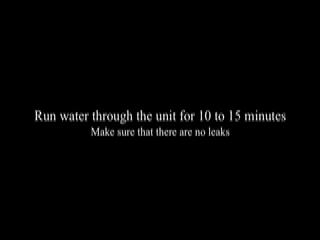 Run water through the unit for 10 to 15 minutes
Make sure that there are no leaks